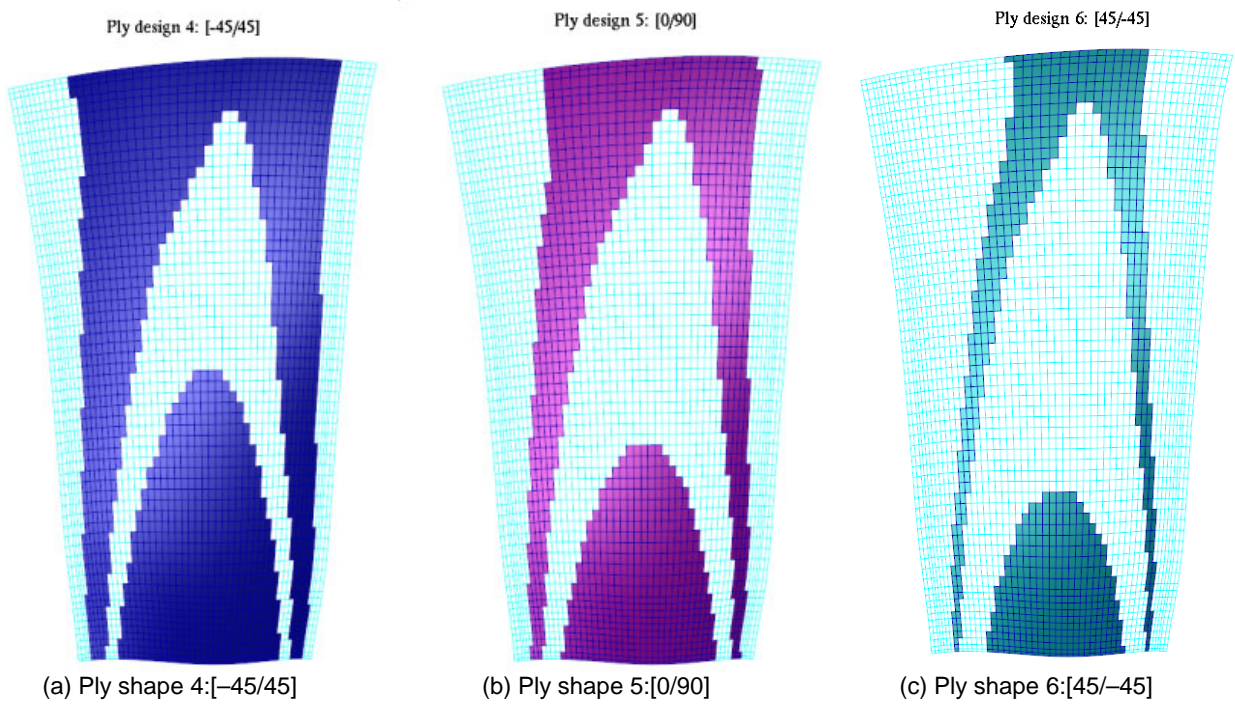 Ply design 4: [-45/45]
Ply design 5: [0/90]
Ply design 6: [45/-45]
(a) Ply shape 4:[–45/45]
(b) Ply shape 5:[0/90]
(c) Ply shape 6:[45/–45]